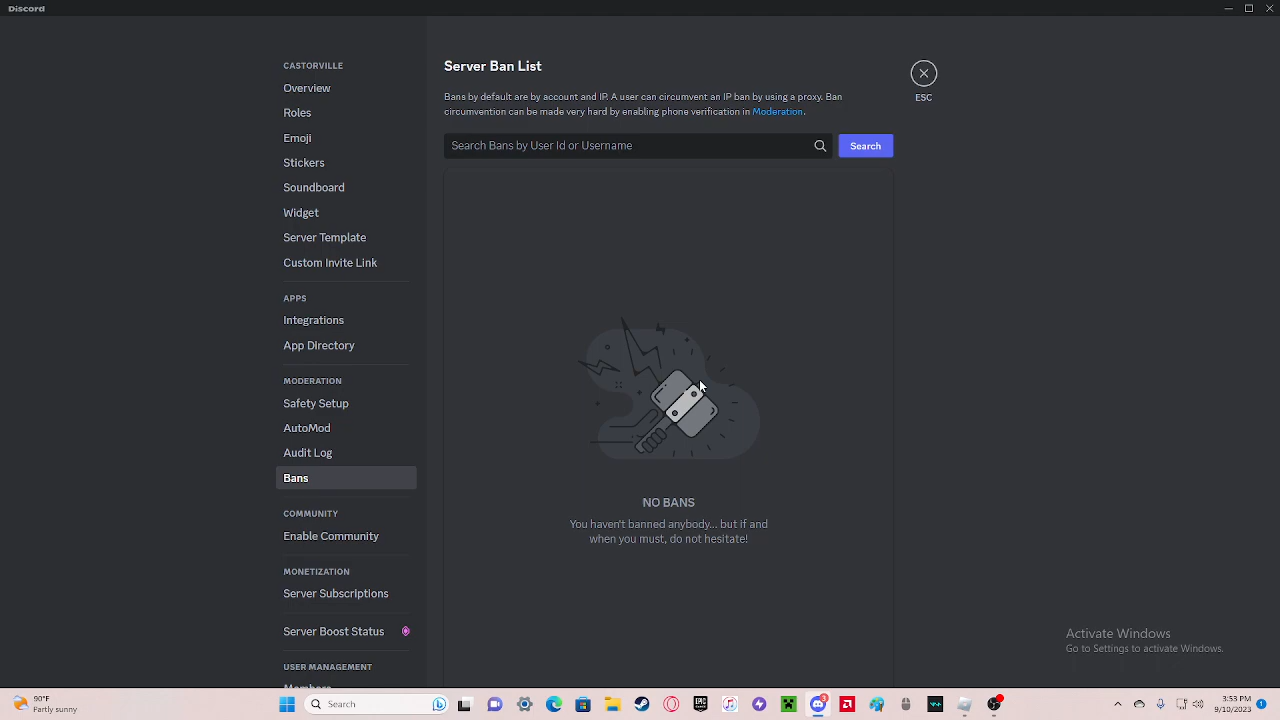 Discord
CASTORVILLE
Overview
Roles
Emoji
Stickers
Soundboard
Widget
Server Template
Custom Invite Link
APPS
Integrations
App Directory
MODERATION
Safety Setup
AutoMod
Audit Log
Bans
COMMUNITY
Enable Community
MONETIZATION
Server Subscriptions
Server Boost Status
USER MANAGEMENT
Members
Server Ban List
Bans by default are by account and IP. A user can circumvent an IP ban by using a proxy. Ban
circumvention can be made very hard by enabling phone verification in Moderation.
Search Bans by User Id or Username
Search
ESC
NO BANS
You haven't banned anybody... but if and
when you must, do not hesitate!
Activate Windows
Go to Settings to activate Windows.
90°F
Partly sunny
Search
EPIC
3
3:53 PM
9/10/2023
1